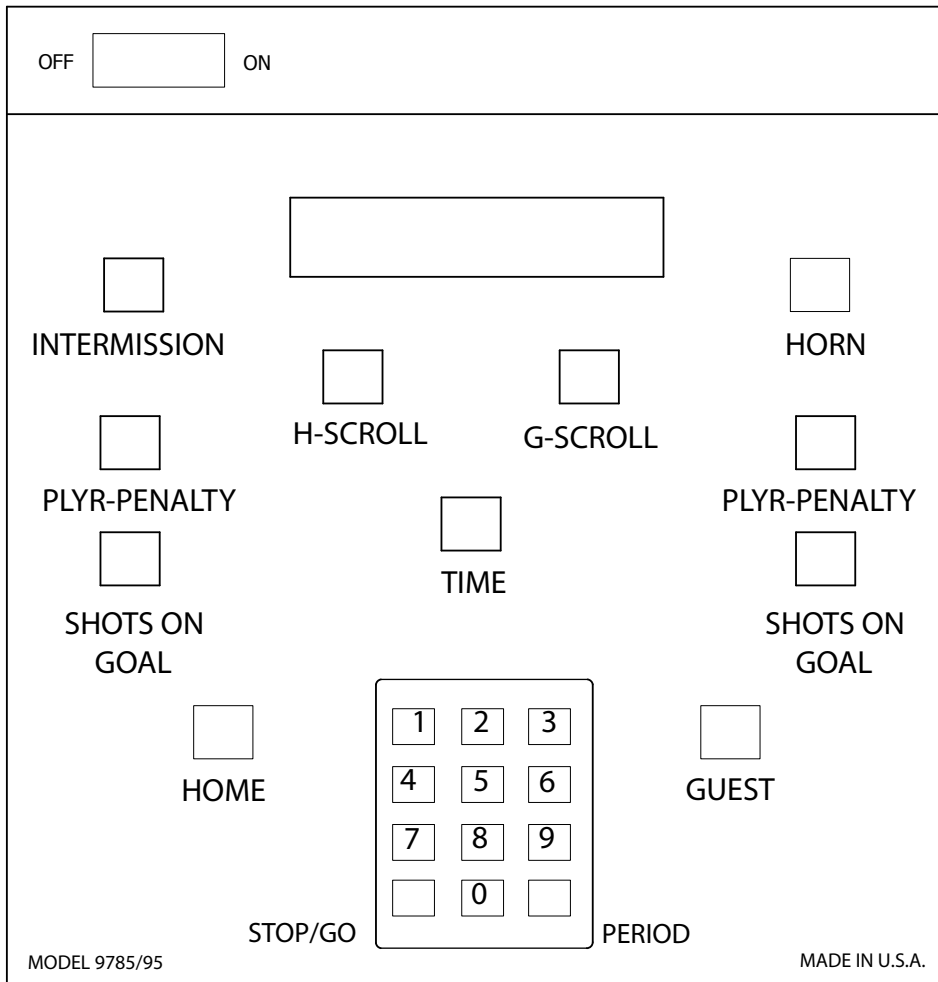 OFF ON
INTERMISSION
HORN
H-SCROLL
G-SCROLL
PLYR-PENALTY
PLYR-PENALTY
TIME
SHOTS ON
GOAL
SHOTS ON
GOAL
HOME
GUEST
1 2 3
4 5 6
7 8 9
0
STOP/GO
PERIOD
MODEL 9785/95
MADE IN U.S.A.